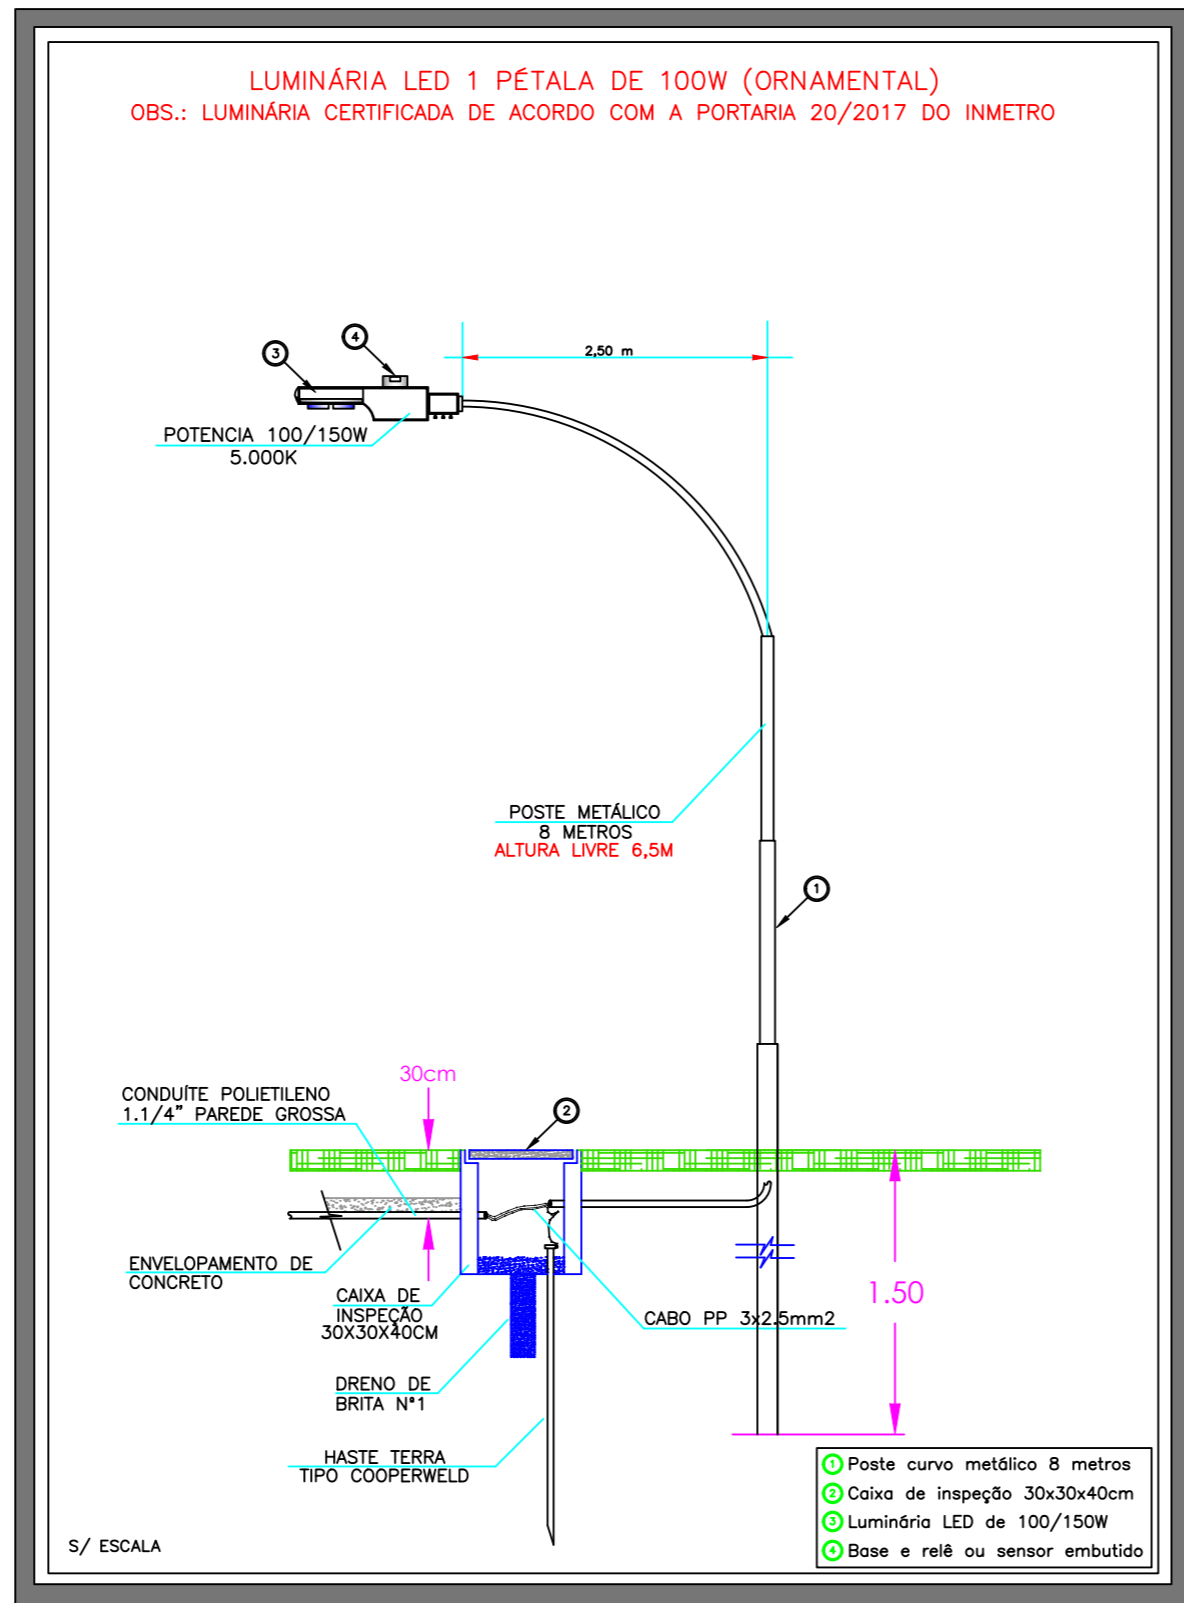 LUMINÁRIA LED 1 PÉTALA DE 100W (ORNAMENTAL)
OBS.: LUMINÁRIA CERTIFICADA DE ACORDO COM A PORTARIA 20/2017 DO INMETRO
4
3
2,50 m
POTENCIA 100/150W
5.000K
POSTE METÁLICO
8 METROS
ALTURA LIVRE 6,5M
1
30cm
CONDUÍTE POLIETILENO
1.1/4" PAREDE GROSSA
2
ENVELOPAMENTO DE
CONCRETO
CAIXA DE
INSPEÇÃO
30X30X40CM
1.50
CABO PP 3x2.5mm2
DRENO DE
BRITA Nº1
HASTE TERRA
TIPO COOPERWELD
1 Poste curvo metálico 8 metros
2 Caixa de inspeção 30x30x40cm
3 Luminária LED de 100/150W
4 Base e relê ou sensor embutido
S/ ESCALA